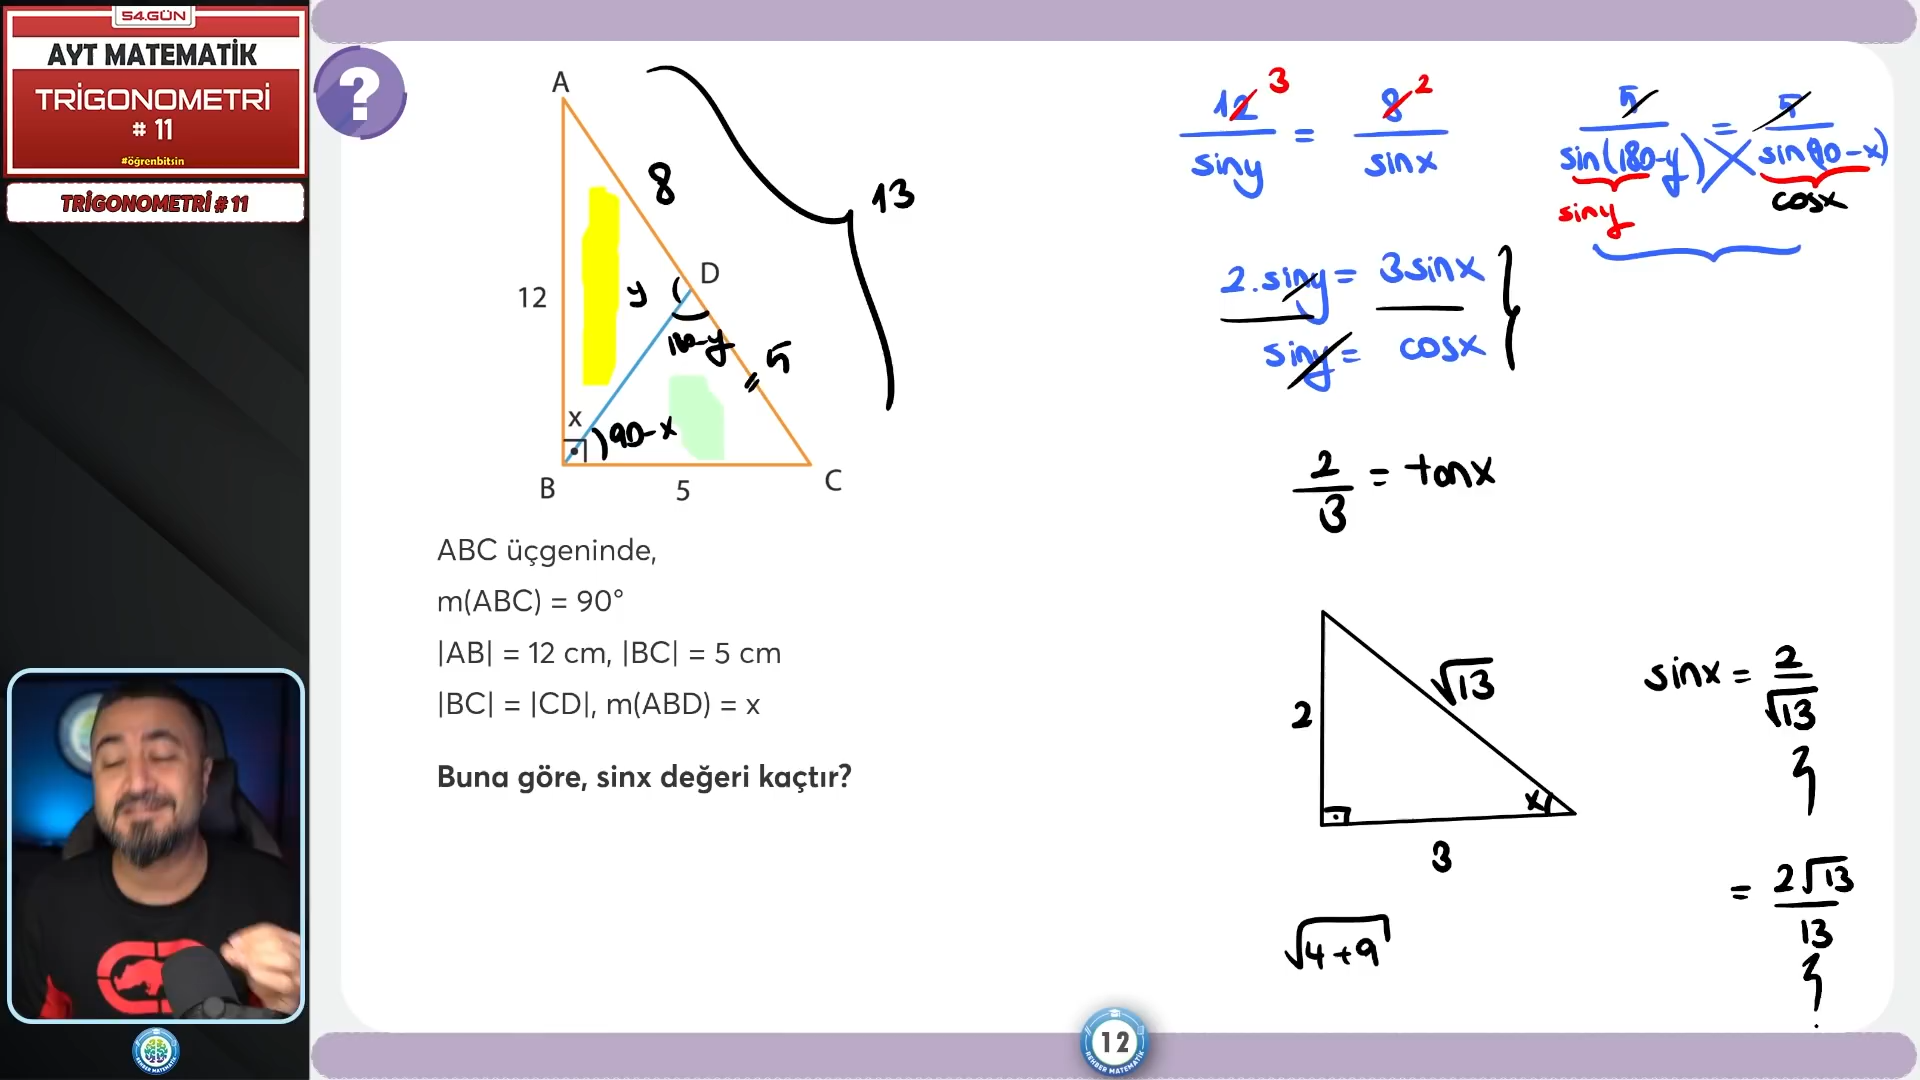 54.GÜN
AYT MATEMATİK
TRİGONOMETRİ
# 11
#öğrenbitsin
TRİGONOMETRİ # 11
?
A
8
13
D
12
y
180-y
5
x
90-x
B
5
C
ABC üçgeninde,
m(ABC) = 90°
|AB| = 12 cm, |BC| = 5 cm
|BC| = |CD|, m(ABD) = x
Buna göre, sinx değeri kaçtır?
12 3 / siny = 8 2 / sinx
5 / sin(180-y) = 5 / sin(90-x)
siny
cosx
2.siny = 3sinx
siny = cosx
2/3 = tanx
2
√13
x
3
√4+9
sinx = 2/√13
= 2√13/13
12
REHBER MATEMATİK